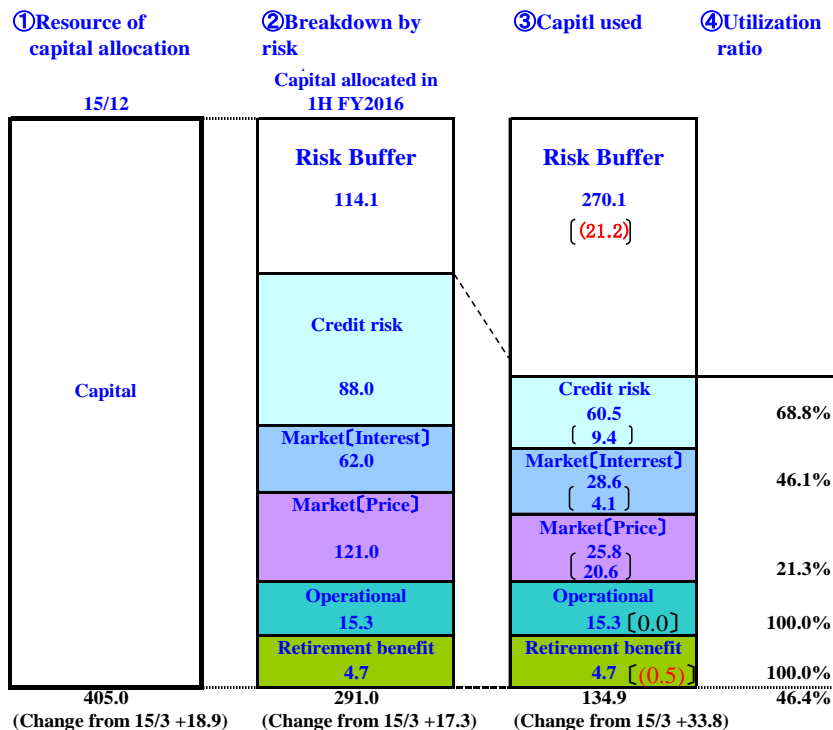 ①Resource of
capital allocation
15/12
Capital
405.0
(Change from 15/3 +18.9)
②Breakdown by
risk
Capital allocated in
1H FY2016
Risk Buffer
114.1
Credit risk
88.0
Market〔Interest〕
62.0
Market〔Price〕
121.0
Operational
15.3
Retirement benefit
4.7
291.0
(Change from 15/3 +17.3)
③Capitl used
Risk Buffer
270.1
〔(21.2)〕
Credit risk
60.5
〔9.4〕
Market〔Interrest〕
28.6
〔4.1〕
Market〔Price〕
25.8
〔20.6〕
Operational
15.3〔0.0〕
Retirement benefit
4.7〔(0.5)〕
134.9
(Change from 15/3 +33.8)
④Utilization
ratio
68.8%
46.1%
21.3%
100.0%
100.0%
46.4%